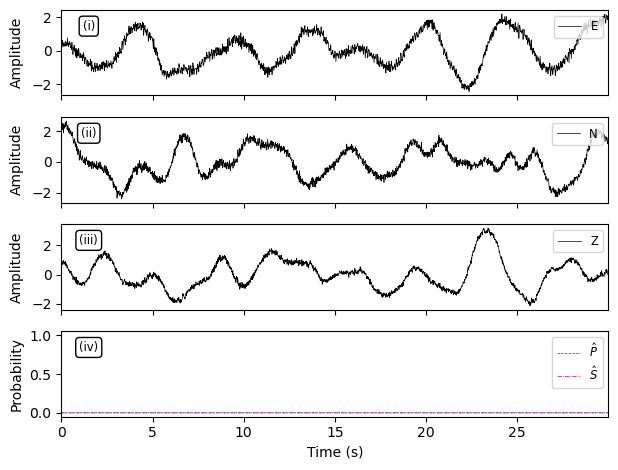 (i)
E
2
0
−2
Amplitude
(ii)
N
2
0
−2
Amplitude
(iii)
Z
2
0
−2
Amplitude
(iv)
P̂
Ŝ
1.0
0.5
0.0
Probability
0 5 10 15 20 25
Time (s)